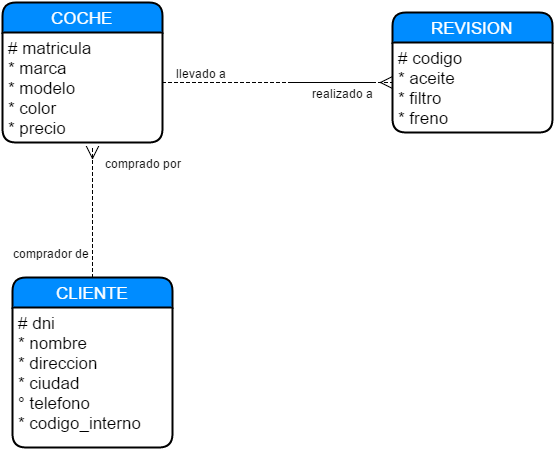 COCHE
# matricula
* marca
* modelo
* color
* precio
llevado a
realizado a
REVISION
# codigo
* aceite
* filtro
* freno
comprado por
comprador de
CLIENTE
# dni
* nombre
* direccion
* ciudad
° telefono
* codigo_interno